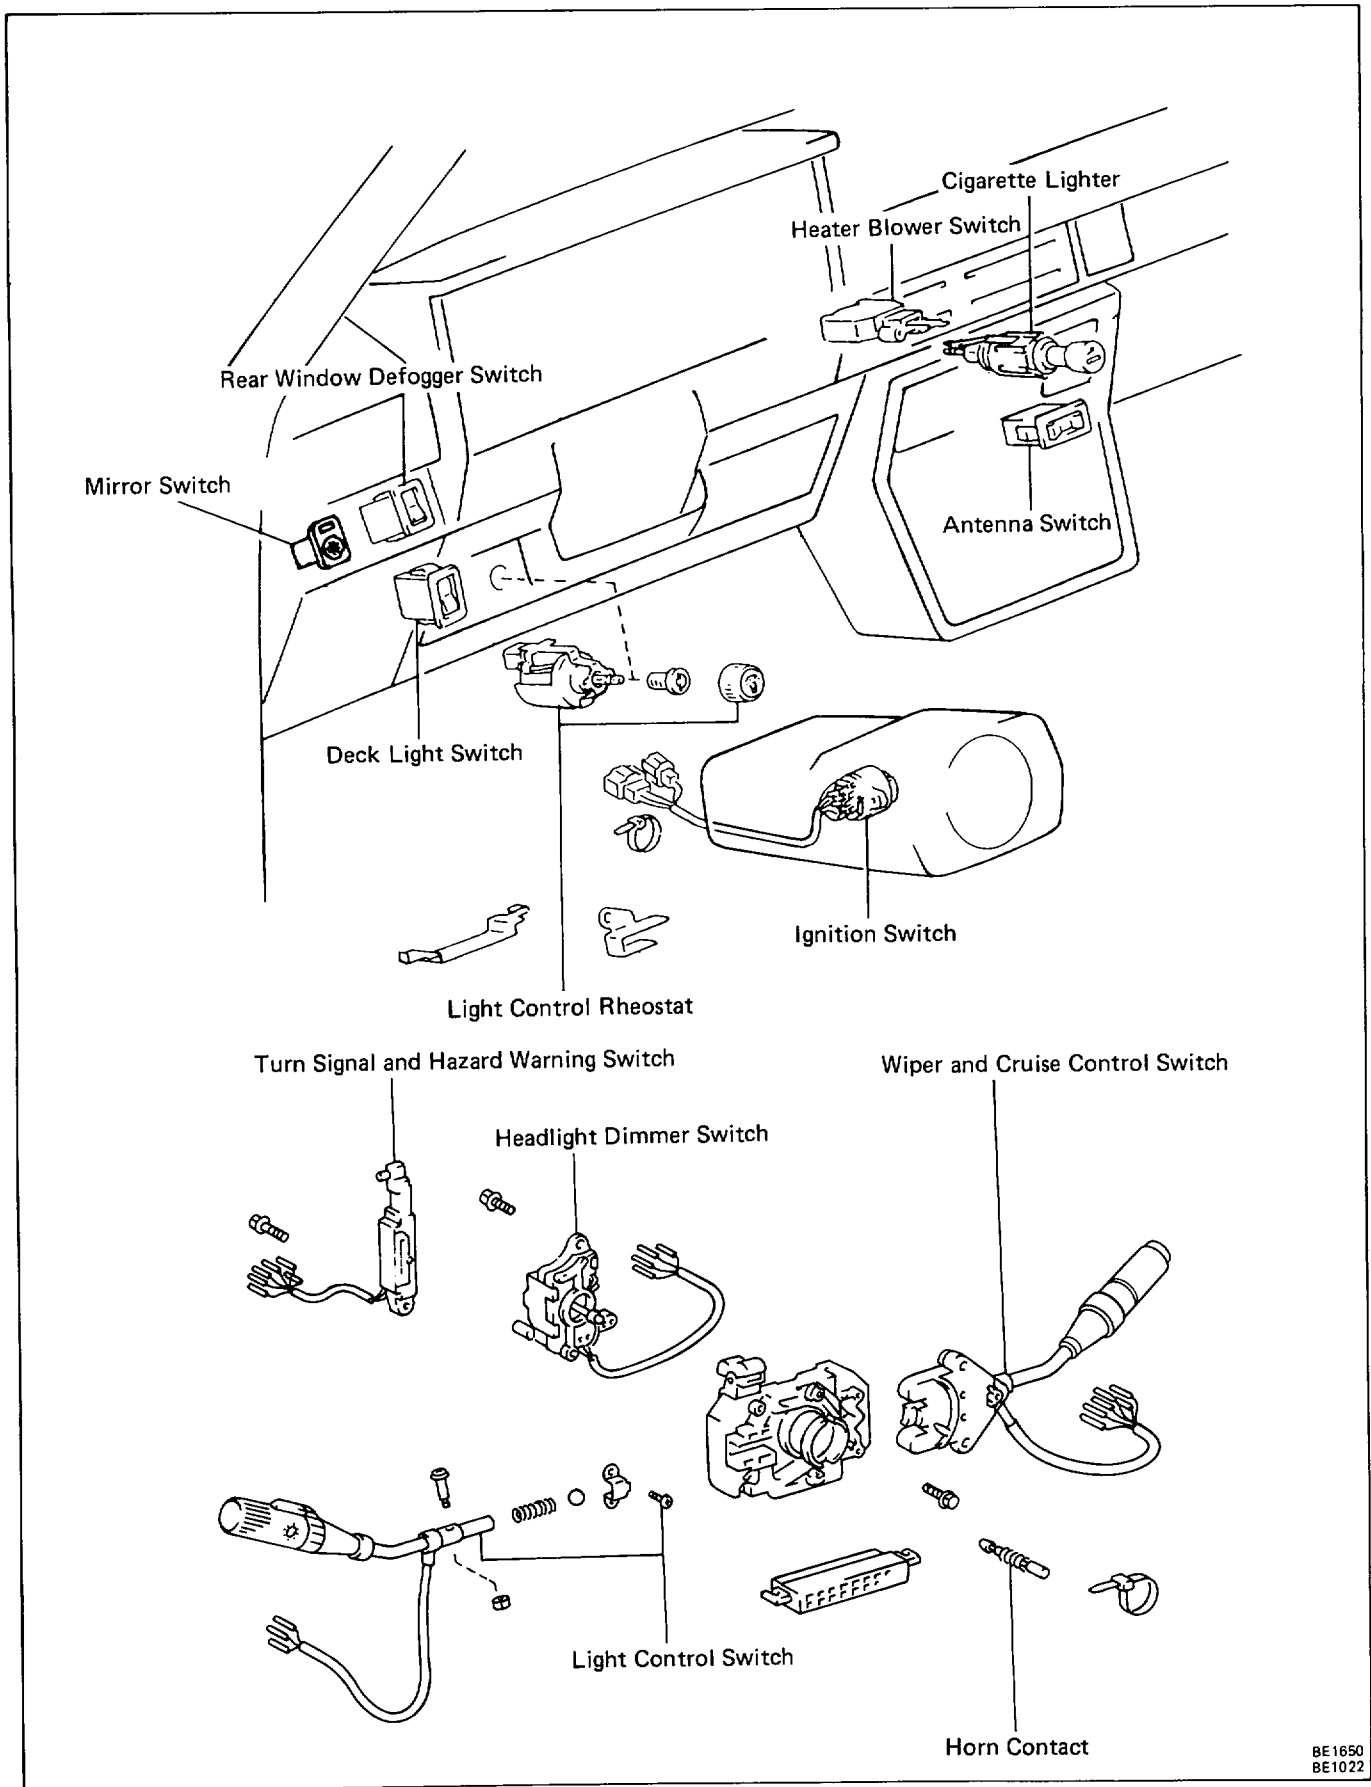 Cigarette Lighter
Heater Blower Switch
Rear Window Defogger Switch
Mirror Switch
Antenna Switch
Deck Light Switch
Ignition Switch
Light Control Rheostat
Turn Signal and Hazard Warning Switch
Wiper and Cruise Control Switch
Headlight Dimmer Switch
Light Control Switch
Horn Contact
BE1650
BE1022